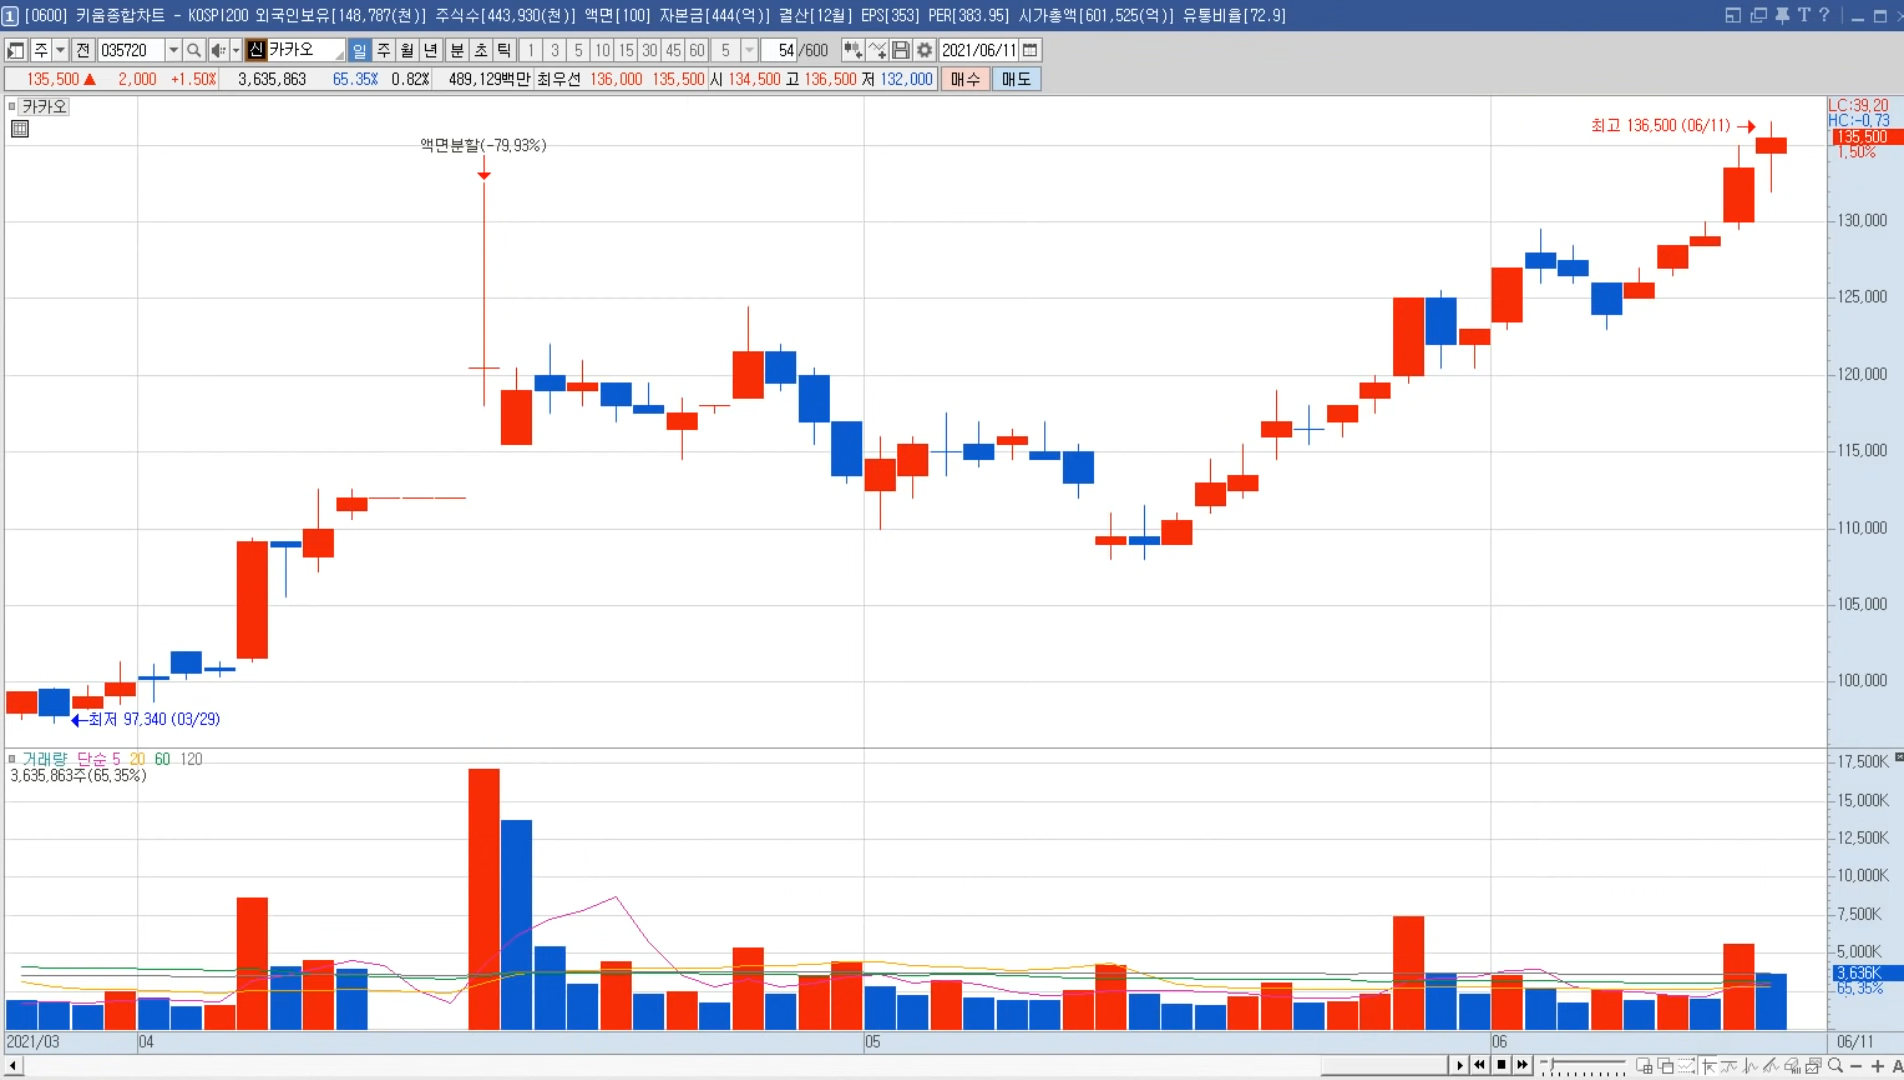 1 [0600] 키움종합차트 - KOSPI200 외국인보유[148,787(천)] 주식수[443,930(천)] 액면[100] 자본금[444(억)] 결산[12월] EPS[353] PER[383.95] 시가총액[601,525(억)] 유통비율[72.9]
주 전 035720 신 카카오 일 주 월 년 분 초 틱 1 3 5 10 15 30 45 60 5 54 /600 2021/06/11
135,500 ▲ 2,000 +1.50% 3,635,863 65.35% 0.82% 489,129백만 최우선 136,000 135,500 시 134,500 고 136,500 저 132,000 매수 매도
카카오
LC:39,20
HC:-0,73
135,500
1,50%
최고 136,500 (06/11)
액면분할(-79,93%)
130,000
125,000
120,000
115,000
110,000
105,000
100,000
최저 97,340 (03/29)
거래량 단순 5 20 60 120
3,635,863주(65,35%)
17,500K
15,000K
12,500K
10,000K
7,500K
5,000K
3,636K
65,35%
2021/03 04 05 06 06/11